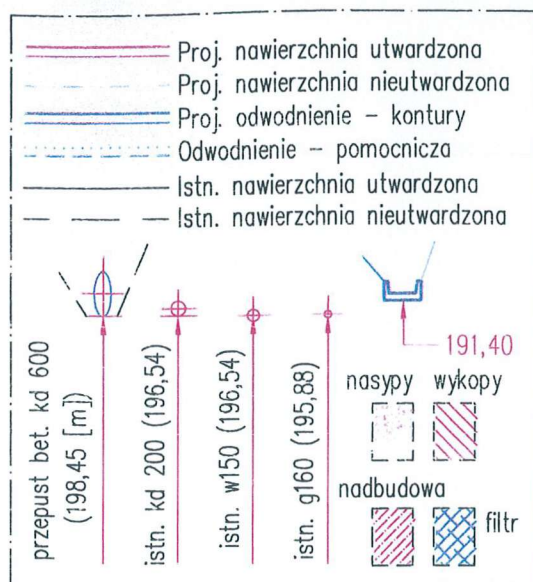 Proj. nawierzchnia utwardzona
Proj. nawierzchnia nieutwardzona
Proj. odwodnienie – kontury
Odwodnienie – pomocnicza
Istn. nawierzchnia utwardzona
Istn. nawierzchnia nieutwardzona
przepust bet. kd 600
(198,45 [m])
istn. kd 200 (196,54)
istn. w150 (196,54)
istn. g160 (195,88)
191,40
nasypy wykopy
nadbudowa
filtr